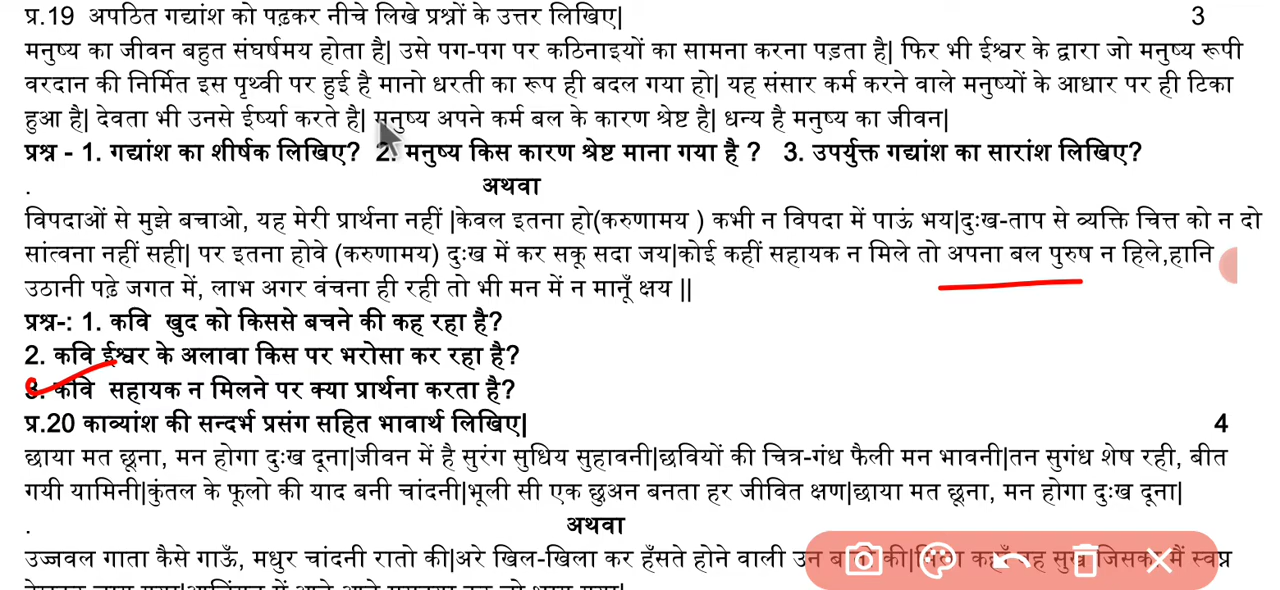 प्र.19 अपठित गद्यांश को पढ़कर नीचे लिखे प्रश्नों के उत्तर लिखिए| 3
मनुष्य का जीवन बहुत संघर्षमय होता है| उसे पग-पग पर कठिनाइयों का सामना करना पड़ता है| फिर भी ईश्वर के द्वारा जो मनुष्य रूपी
वरदान की निर्मित इस पृथ्वी पर हुई है मानो धरती का रूप ही बदल गया हो| यह संसार कर्म करने वाले मनुष्यों के आधार पर ही टिका
हुआ है| देवता भी उनसे ईर्ष्या करते है| मनुष्य अपने कर्म बल के कारण श्रेष्ट है| धन्य है मनुष्य का जीवन|
प्रश्न - 1. गद्यांश का शीर्षक लिखिए? 2. मनुष्य किस कारण श्रेष्ट माना गया है ? 3. उपर्युक्त गद्यांश का सारांश लिखिए?
.
अथवा
विपदाओं से मुझे बचाओ, यह मेरी प्रार्थना नहीं |केवल इतना हो(करुणामय ) कभी न विपदा में पाऊं भय|दुःख-ताप से व्यक्ति चित्त को न दो
सांत्वना नहीं सही| पर इतना होवे (करुणामय) दुःख में कर सकू सदा जय|कोई कहीं सहायक न मिले तो अपना बल पुरुष न हिले,हानि
उठानी पढ़े जगत में, लाभ अगर वंचना ही रही तो भी मन में न मानूँ क्षय ||
प्रश्न-: 1. कवि खुद को किससे बचने की कह रहा है?
2. कवि ईश्वर के अलावा किस पर भरोसा कर रहा है?
3. कवि सहायक न मिलने पर क्या प्रार्थना करता है?
प्र.20 काव्यांश की सन्दर्भ प्रसंग सहित भावार्थ लिखिए| 4
छाया मत छूना, मन होगा दुःख दूना|जीवन में है सुरंग सुधिय सुहावनी|छवियों की चित्र-गंध फैली मन भावनी|तन सुगंध शेष रही, बीत
गयी यामिनी|कुंतल के फूलो की याद बनी चांदनी|भूली सी एक छुअन बनता हर जीवित क्षण|छाया मत छूना, मन होगा दुःख दूना|
.
अथवा
उज्जवल गाता कैसे गाऊँ, मधुर चांदनी रातो की|अरे खिल-खिला कर हँसते होने वाली उन की| सुख मैं स्वप्न